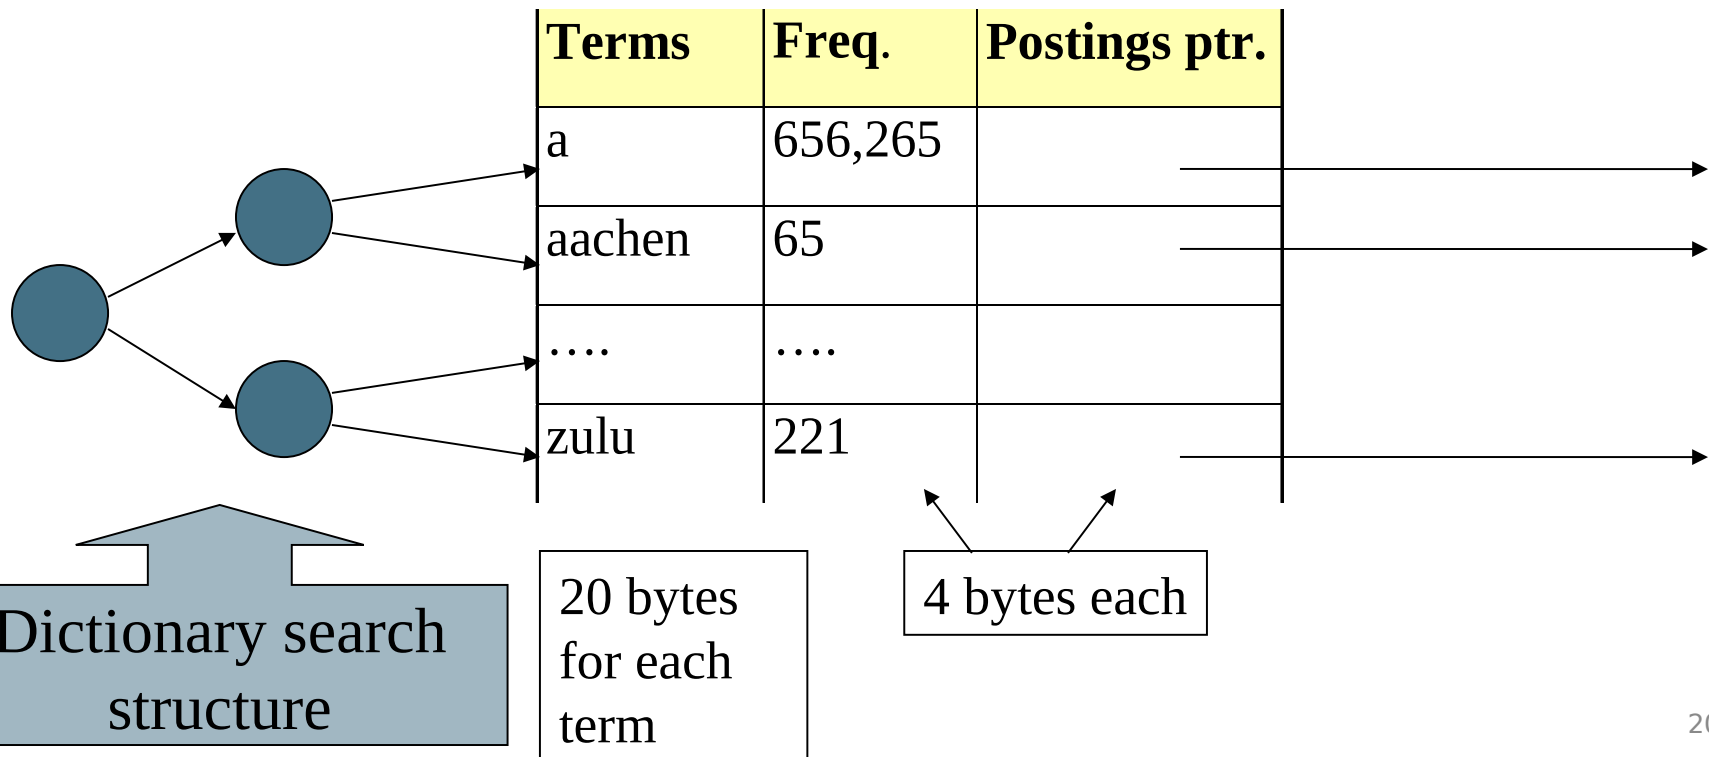 Terms Freq. Postings ptr.
a 656,265
aachen 65
…. ….
zulu 221
Dictionary search
structure
20 bytes
for each
term
4 bytes each
20